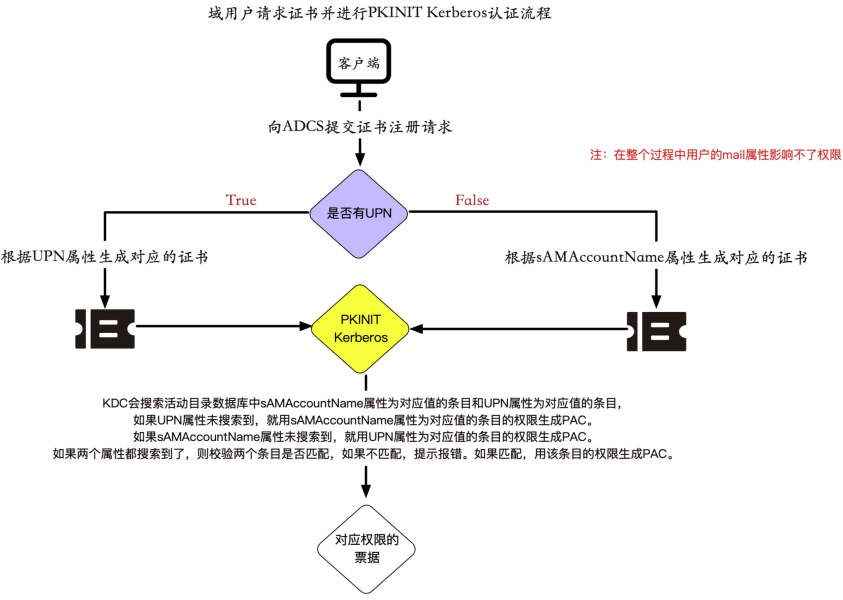 域用户请求证书并进行PKINIT Kerberos认证流程
客户端
向ADCS提交证书注册请求
注：在整个过程中用户的mail属性影响不了权限
True
是否有UPN
False
根据UPN属性生成对应的证书
根据sAMAccountName属性生成对应的证书
PKINIT
Kerberos
KDC会搜索活动目录数据库中sAMAccountName属性为对应值的条目和UPN属性为对应值的条目，
如果UPN属性未搜索到，就用sAMAccountName属性为对应值的条目的权限生成PAC。
如果sAMAccountName属性未搜索到，就用UPN属性为对应值的条目的权限生成PAC。
如果两个属性都搜索到了，则校验两个条目是否匹配，如果不匹配，提示报错。如果匹配，用该条目的权限生成PAC。
对应权限的
票据